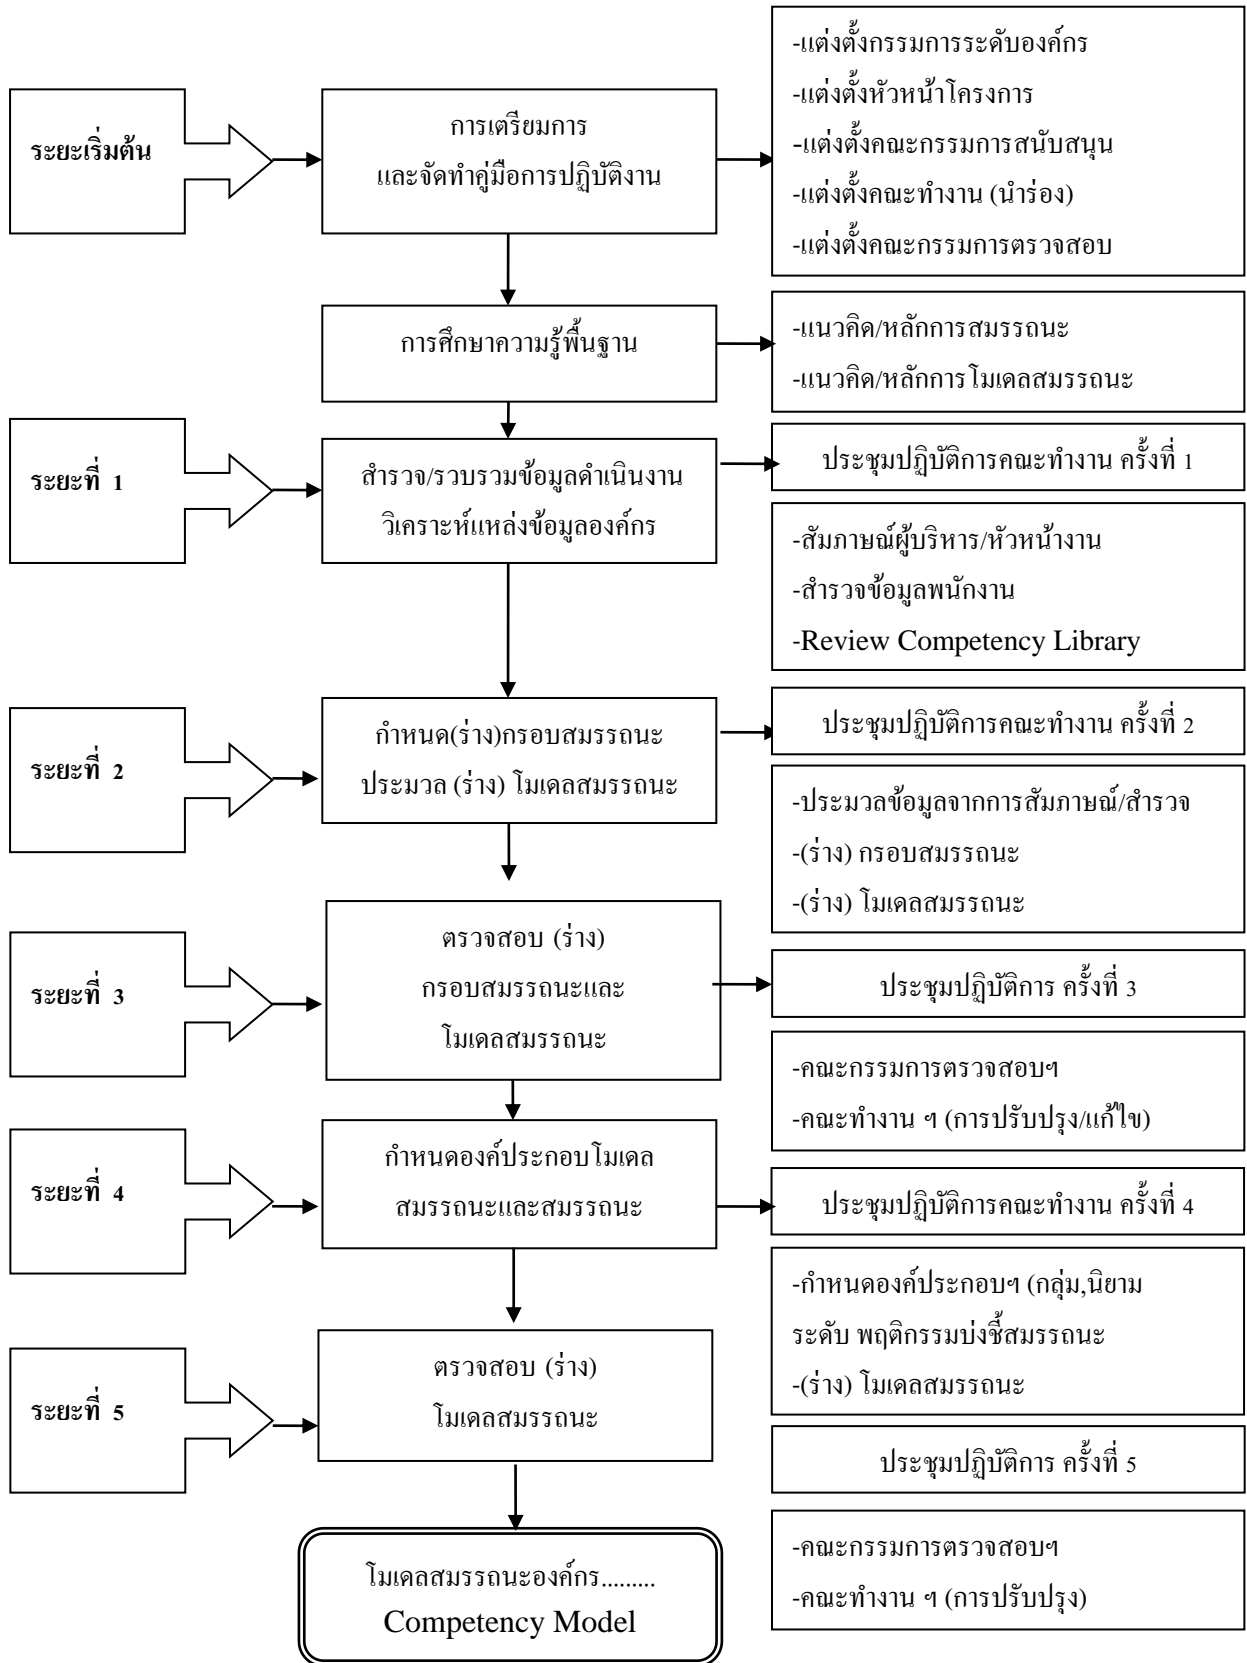 -แต่งตั้งกรรมการระดับองค์กร
-แต่งตั้งหัวหน้าโครงการ
-แต่งตั้งคณะกรรมการสนับสนุน
-แต่งตั้งคณะทำงาน (นำร่อง)
-แต่งตั้งคณะกรรมการตรวจสอบ
ระยะเริ่มต้น
การเตรียมการ
และจัดทำคู่มือการปฏิบัติงาน
การศึกษาความรู้พื้นฐาน
-แนวคิด/หลักการสมรรถนะ
-แนวคิด/หลักการโมเดลสมรรถนะ
ระยะที่ 1
สำรวจ/รวบรวมข้อมูลดำเนินงาน
วิเคราะห์แหล่งข้อมูลองค์กร
ประชุมปฏิบัติการคณะทำงาน ครั้งที่ 1
-สัมภาษณ์ผู้บริหาร/หัวหน้างาน
-สำรวจข้อมูลพนักงาน
-Review Competency Library
ระยะที่ 2
กำหนด(ร่าง)กรอบสมรรถนะ
ประมวล (ร่าง) โมเดลสมรรถนะ
ประชุมปฏิบัติการคณะทำงาน ครั้งที่ 2
-ประมวลข้อมูลจากการสัมภาษณ์/สำรวจ
-(ร่าง) กรอบสมรรถนะ
-(ร่าง) โมเดลสมรรถนะ
ระยะที่ 3
ตรวจสอบ (ร่าง)
กรอบสมรรถนะและ
โมเดลสมรรถนะ
ประชุมปฏิบัติการ ครั้งที่ 3
-คณะกรรมการตรวจสอบฯ
-คณะทำงาน ฯ (การปรับปรุง/แก้ไข)
ระยะที่ 4
กำหนดองค์ประกอบโมเดล
สมรรถนะและสมรรถนะ
ประชุมปฏิบัติการคณะทำงาน ครั้งที่ 4
-กำหนดองค์ประกอบฯ (กลุ่ม,นิยาม
ระดับ พฤติกรรมบ่งชี้สมรรถนะ
-(ร่าง) โมเดลสมรรถนะ
ระยะที่ 5
ตรวจสอบ (ร่าง)
โมเดลสมรรถนะ
ประชุมปฏิบัติการ ครั้งที่ 5
-คณะกรรมการตรวจสอบฯ
-คณะทำงาน ฯ (การปรับปรุง)
โมเดลสมรรถนะองค์กร.........
Competency Model